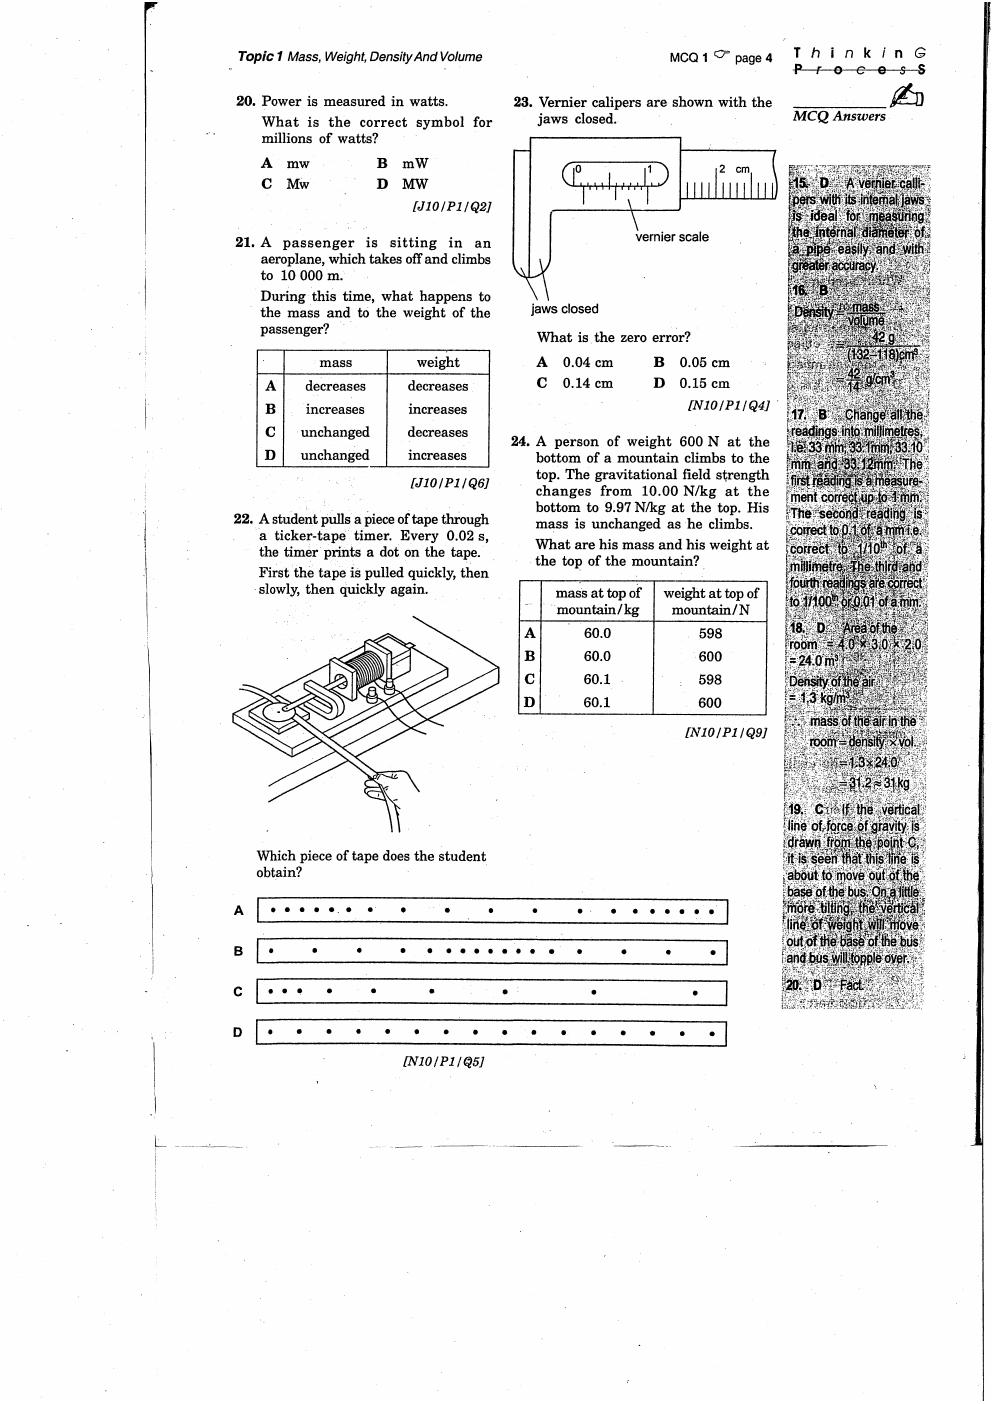 Topic 1 Mass, Weight, Density And Volume
MCQ 1 ☞ page 4
ThinkinG
ProcesS
MCQ Answers
20. Power is measured in watts.
What is the correct symbol for
millions of watts?
A mw B mW
C Mw D MW
[J10/P1/Q2]
21. A passenger is sitting in an
aeroplane, which takes off and climbs
to 10 000 m.
During this time, what happens to
the mass and to the weight of the
passenger?
mass weight
A decreases decreases
B increases increases
C unchanged decreases
D unchanged increases
[J10/P1/Q6]
22. A student pulls a piece of tape through
a ticker-tape timer. Every 0.02 s,
the timer prints a dot on the tape.
First the tape is pulled quickly, then
slowly, then quickly again.
Which piece of tape does the student
obtain?
A
B
C
D
[N10/P1/Q5]
23. Vernier calipers are shown with the
jaws closed.
0 1 2 cm
vernier scale
jaws closed
What is the zero error?
A 0.04 cm B 0.05 cm
C 0.14 cm D 0.15 cm
[N10/P1/Q4]
24. A person of weight 600 N at the
bottom of a mountain climbs to the
top. The gravitational field strength
changes from 10.00 N/kg at the
bottom to 9.97 N/kg at the top. His
mass is unchanged as he climbs.
What are his mass and his weight at
the top of the mountain?
mass at top of weight at top of
mountain/kg mountain/N
A 60.0 598
B 60.0 600
C 60.1 598
D 60.1 600
[N10/P1/Q9]
15. D A vernier calli-
pers with its internal jaws
is ideal for measuring
the internal diameter of
a pipe easily and with
greater accuracy.
16. B
Density = mass
volume
= 42 g
(132-118)cm³
= 42
14 g/cm³
17. B Change all the
readings into millimetres,
i.e. 33 mm, 33.1mm, 33.10
mm and 33.12mm. The
first reading is a measure-
ment correct up to 1 mm.
The second reading is
correct to 0.1 of a mm i.e.
correct to 1/10th of a
millimetre. The third and
fourth readings are correct
to 1/100th or 0.01 of a mm.
18. D Area of the
room = 4.0 × 3.0 × 2.0
= 24.0 m³
Density of the air
= 1.3 kg/m³
∴ mass of the air in the
room = density × vol.
= 1.3×24.0
= 31.2 ≈ 31 kg
19. C If the vertical
line of force of gravity is
drawn from the point C,
it is seen that this line is
about to move out of the
base of the bus. On a little
more tilting, the vertical
line of weight will move
out of the base of the bus
and bus will topple over.
20. D Fact.